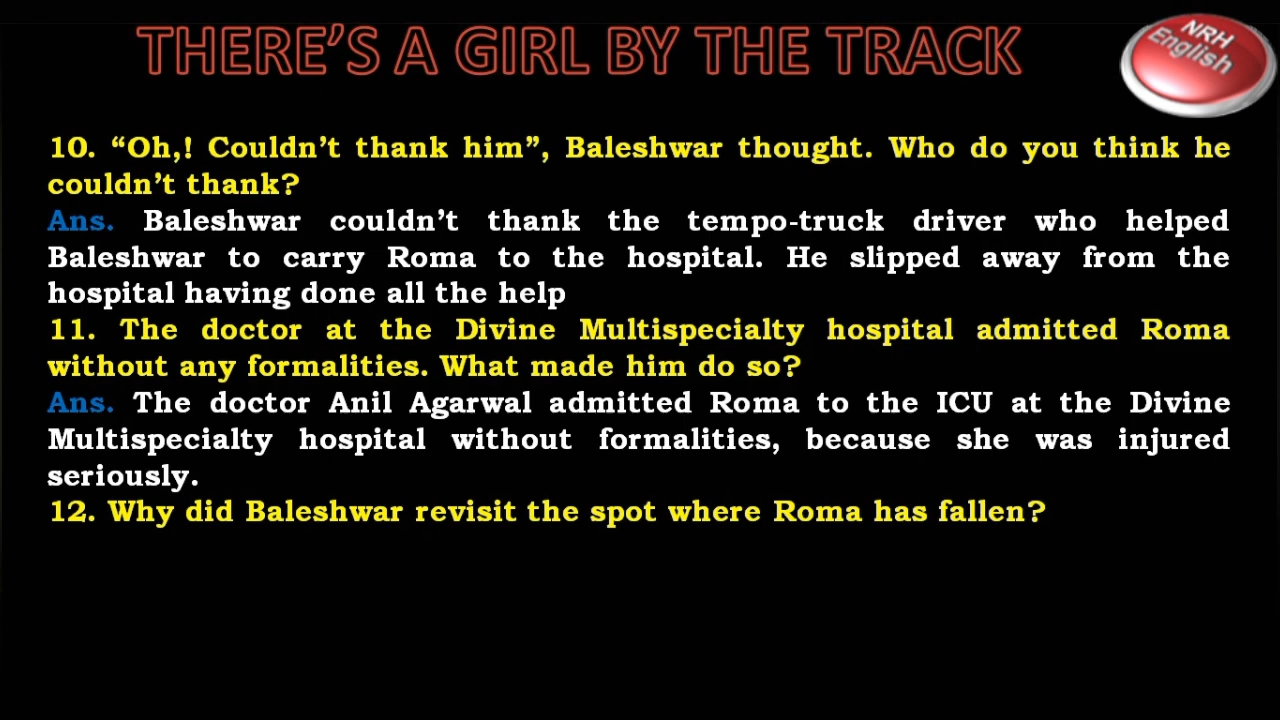 THERE'S A GIRL BY THE TRACK
NRH
English
10. “Oh,! Couldn't thank him”, Baleshwar thought. Who do you think he
couldn't thank?
Ans. Baleshwar couldn't thank the tempo-truck driver who helped
Baleshwar to carry Roma to the hospital. He slipped away from the
hospital having done all the help
11. The doctor at the Divine Multispecialty hospital admitted Roma
without any formalities. What made him do so?
Ans. The doctor Anil Agarwal admitted Roma to the ICU at the Divine
Multispecialty hospital without formalities, because she was injured
seriously.
12. Why did Baleshwar revisit the spot where Roma has fallen?